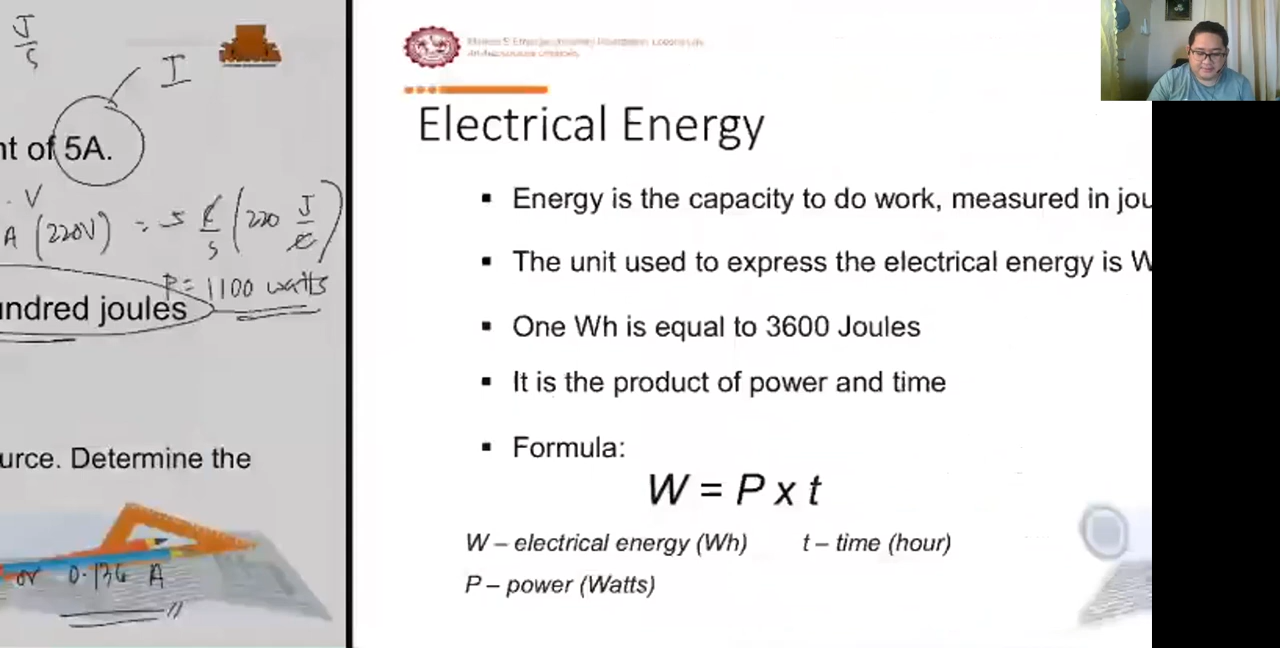 J
s
I
nt of 5A.
. V
A (220V) = 5 C/s (220 J/C)
P = 1100 watts
undred joules
urce. Determine the
or 0.136 A
Electrical Energy
▪ Energy is the capacity to do work, measured in jou
▪ The unit used to express the electrical energy is W
▪ One Wh is equal to 3600 Joules
▪ It is the product of power and time
▪ Formula:
W = P x t
W – electrical energy (Wh) t – time (hour)
P – power (Watts)